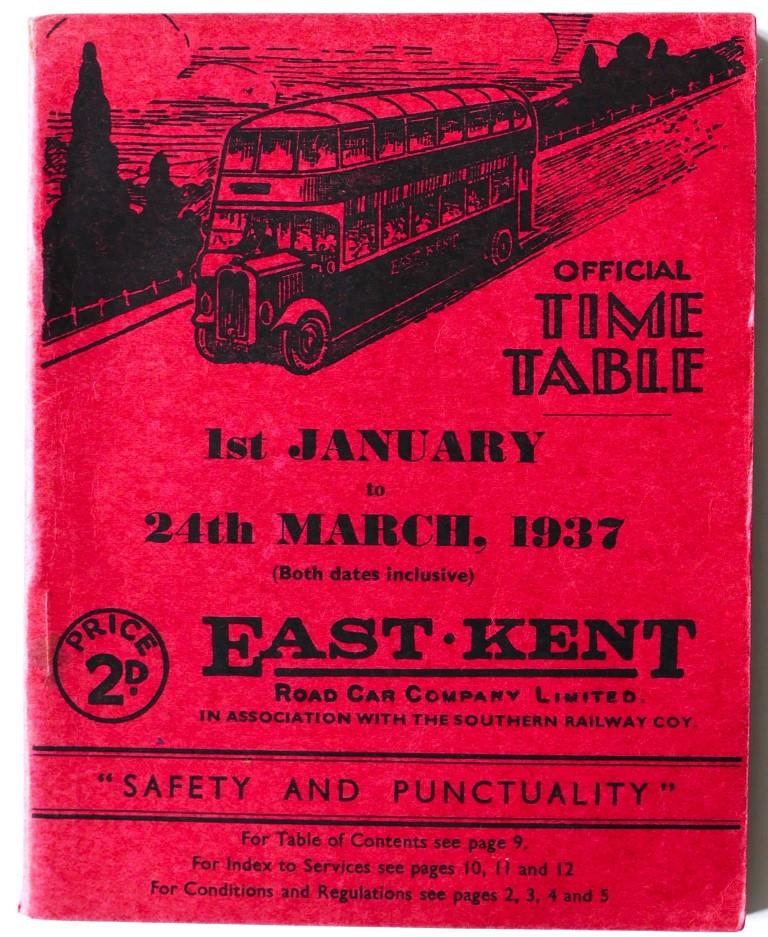 EAST KENT
OFFICIAL
TIME
TABLE
1st JANUARY
to
24th MARCH, 1937
(Both dates inclusive)
PRICE
2D.
EAST·KENT
ROAD CAR COMPANY LIMITED.
IN ASSOCIATION WITH THE SOUTHERN RAILWAY COY.
"SAFETY AND PUNCTUALITY"
For Table of Contents see page 9.
For Index to Services see pages 10, 11 and 12
For Conditions and Regulations see pages 2, 3, 4 and 5